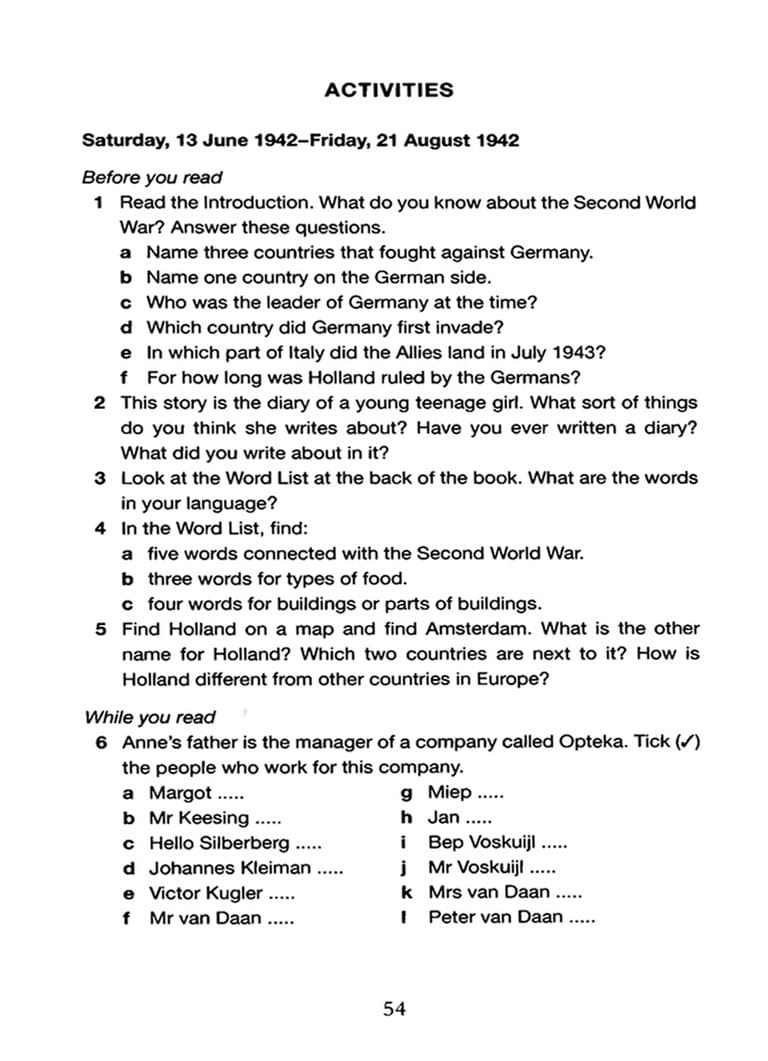 ACTIVITIES
Saturday, 13 June 1942–Friday, 21 August 1942
Before you read
1 Read the Introduction. What do you know about the Second World
War? Answer these questions.
a Name three countries that fought against Germany.
b Name one country on the German side.
c Who was the leader of Germany at the time?
d Which country did Germany first invade?
e In which part of Italy did the Allies land in July 1943?
f For how long was Holland ruled by the Germans?
2 This story is the diary of a young teenage girl. What sort of things
do you think she writes about? Have you ever written a diary?
What did you write about in it?
3 Look at the Word List at the back of the book. What are the words
in your language?
4 In the Word List, find:
a five words connected with the Second World War.
b three words for types of food.
c four words for buildings or parts of buildings.
5 Find Holland on a map and find Amsterdam. What is the other
name for Holland? Which two countries are next to it? How is
Holland different from other countries in Europe?
While you read
6 Anne's father is the manager of a company called Opteka. Tick (✓)
the people who work for this company.
a Margot .....
b Mr Keesing .....
c Hello Silberberg .....
d Johannes Kleiman .....
e Victor Kugler .....
f Mr van Daan .....
g Miep .....
h Jan .....
i Bep Voskuijl .....
j Mr Voskuijl .....
k Mrs van Daan .....
l Peter van Daan .....
54